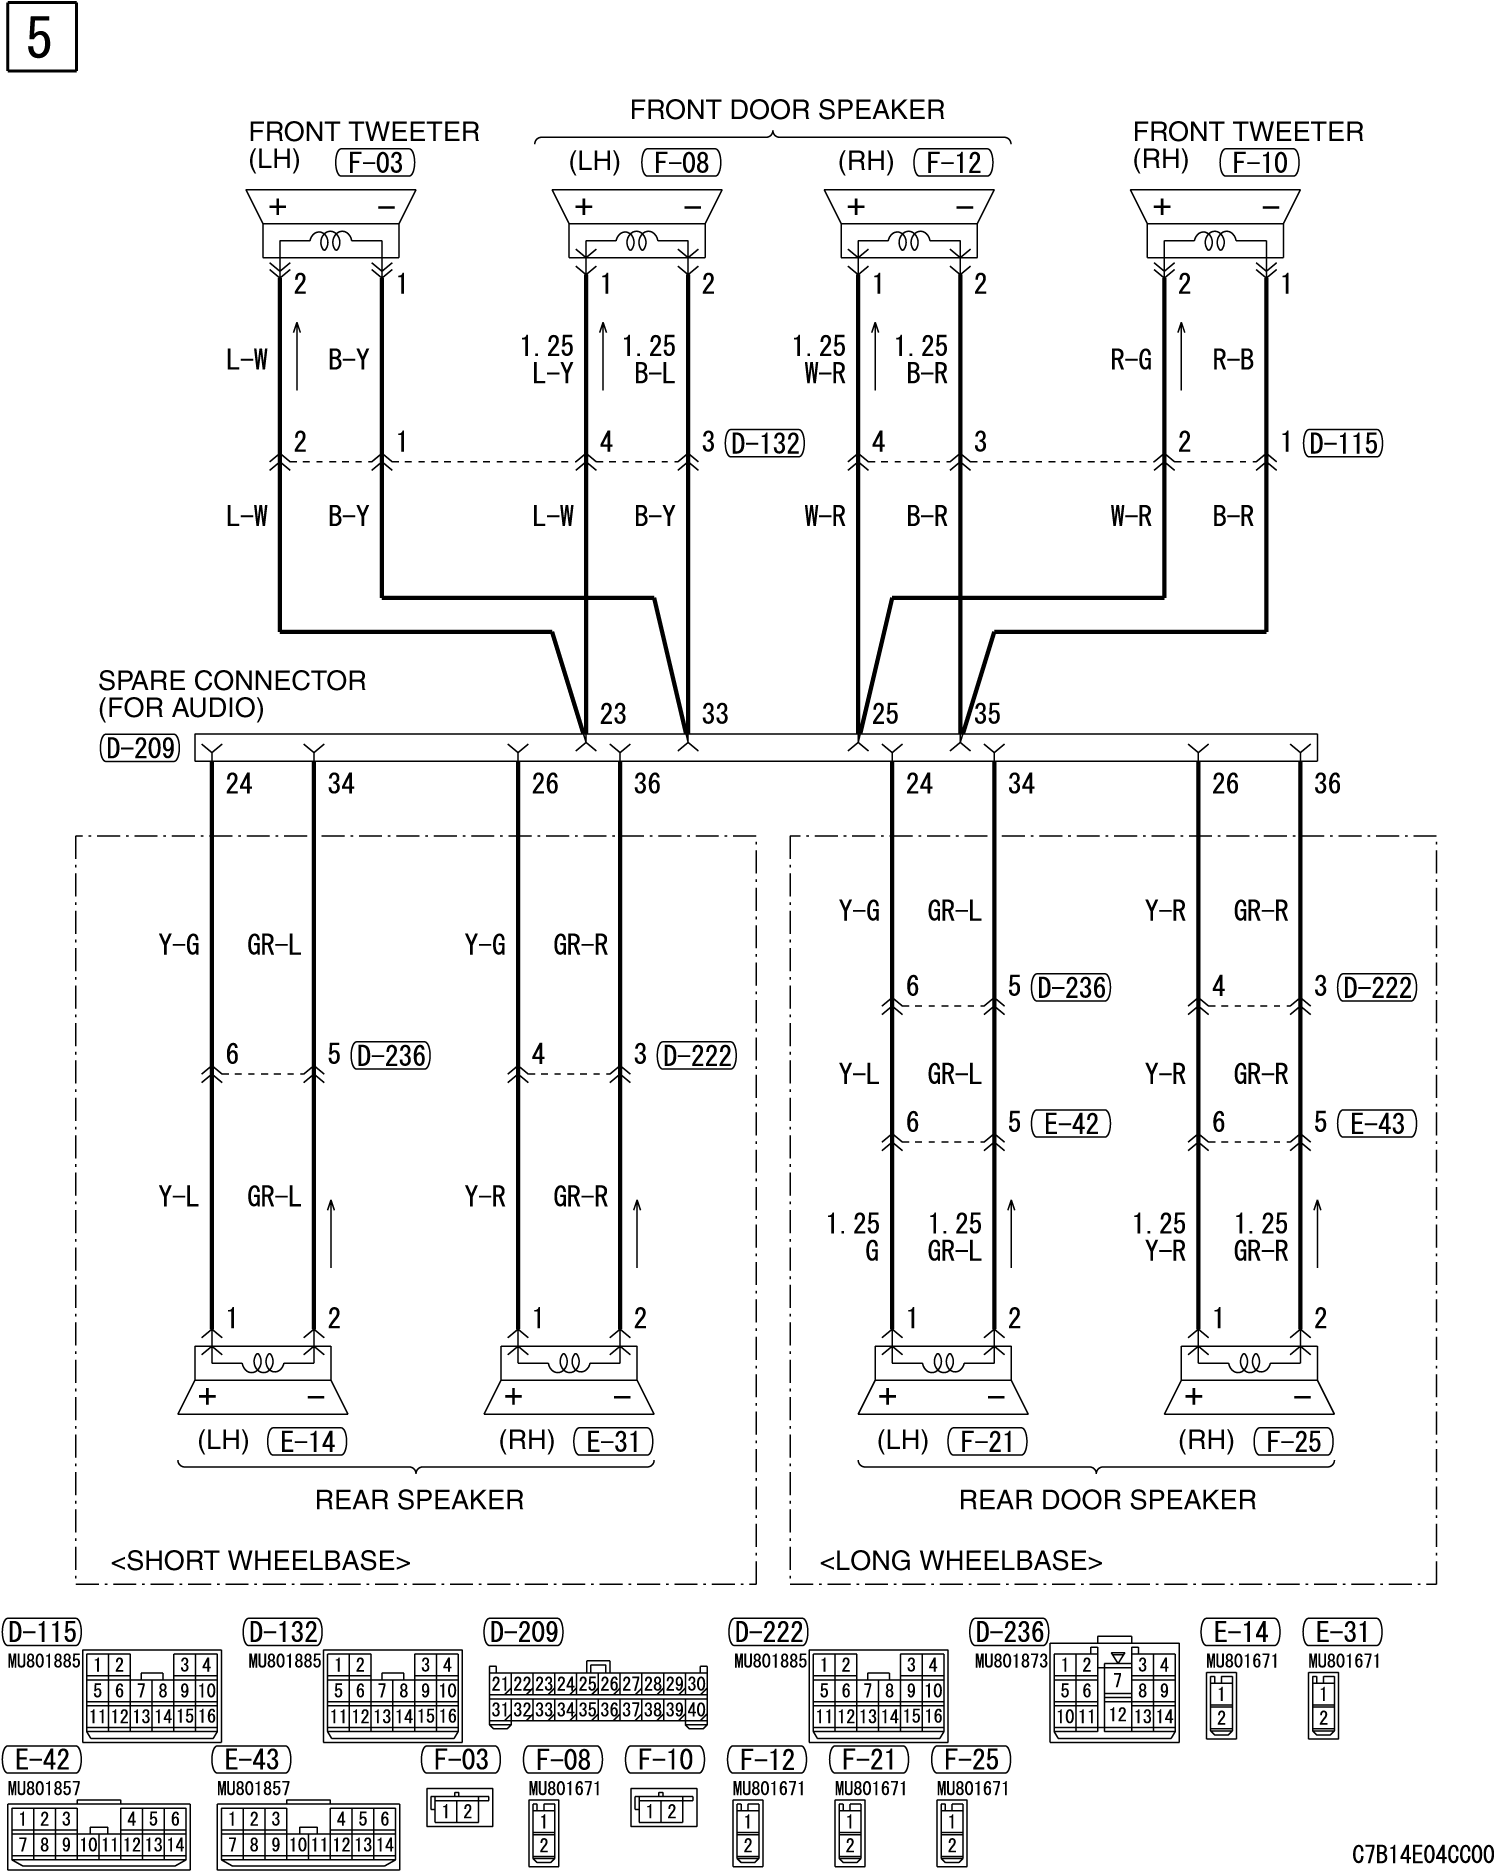 5
FRONT DOOR SPEAKER
FRONT TWEETER
(LH) F-03
(LH) F-08
(RH) F-12
FRONT TWEETER
(RH) F-10
+ − + − + − + −
2 1 1 2 1 2 2 1
1.25 1.25 1.25 1.25
L-W B-Y L-Y B-L W-R B-R R-G R-B
2 1 4 3 D-132 4 3 2 1 D-115
L-W B-Y L-W B-Y W-R B-R W-R B-R
SPARE CONNECTOR
(FOR AUDIO)
23 33 25 35
D-209
24 34 26 36 24 34 26 36
Y-G GR-L Y-R GR-R
Y-G GR-L Y-G GR-R
6 5 D-236 4 3 D-222
6 5 D-236 4 3 D-222
Y-L GR-L Y-R GR-R
6 5 E-42 6 5 E-43
Y-L GR-L Y-R GR-R
1.25 1.25 1.25 1.25
G GR-L Y-R GR-R
1 2 1 2 1 2 1 2
+ − + − + − + −
(LH) E-14 (RH) E-31 (LH) F-21 (RH) F-25
REAR SPEAKER
REAR DOOR SPEAKER
<SHORT WHEELBASE>
<LONG WHEELBASE>
D-115 D-132 D-209 D-222 D-236 E-14 E-31
MU801885 MU801885 MU801885 MU801873 MU801671 MU801671
1 2 3 4 1 2 3 4 21 22 23 24 25 26 27 28 29 30 1 2 3 4 1 2 3 4 1 1
5 6 7 8 9 10 5 6 7 8 9 10 31 32 33 34 35 36 37 38 39 40 5 6 7 8 9 10 5 6 7 8 9 2 2
11 12 13 14 15 16 11 12 13 14 15 16 11 12 13 14 15 16 10 11 12 13 14
E-42 E-43 F-03 F-08 F-10 F-12 F-21 F-25
MU801857 MU801857 MU801671 MU801671 MU801671 MU801671
1 2 3 4 5 6 1 2 3 4 5 6 1 2 1 1 2 1 1 1
7 8 9 10 11 12 13 14 7 8 9 10 11 12 13 14 2 2 2 2
C7B14E04CC00